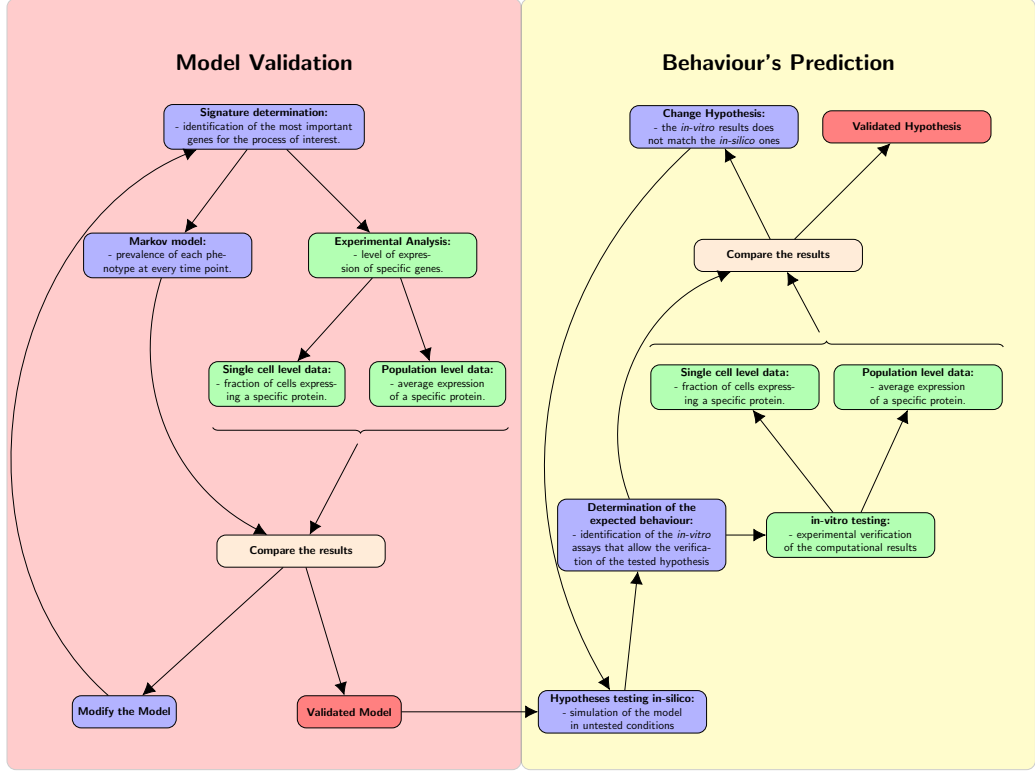 Model Validation
Signature determination:
- identification of the most important
genes for the process of interest.
Markov model:
- prevalence of each phe-
notype at every time point.
Experimental Analysis:
- level of expres-
sion of specific genes.
Single cell level data:
- fraction of cells express-
ing a specific protein.
Population level data:
- average expression
of a specific protein.
Compare the results
Modify the Model
Validated Model
Behaviour's Prediction
Change Hypothesis:
- the in-vitro results does
not match the in-silico ones
Validated Hypothesis
Compare the results
Single cell level data:
- fraction of cells express-
ing a specific protein.
Population level data:
- average expression
of a specific protein.
Determination of the
expected behaviour:
- identification of the in-vitro
assays that allow the verifica-
tion of the tested hypothesis
in-vitro testing:
- experimental verification
of the computational results
Hypotheses testing in-silico:
- simulation of the model
in untested conditions